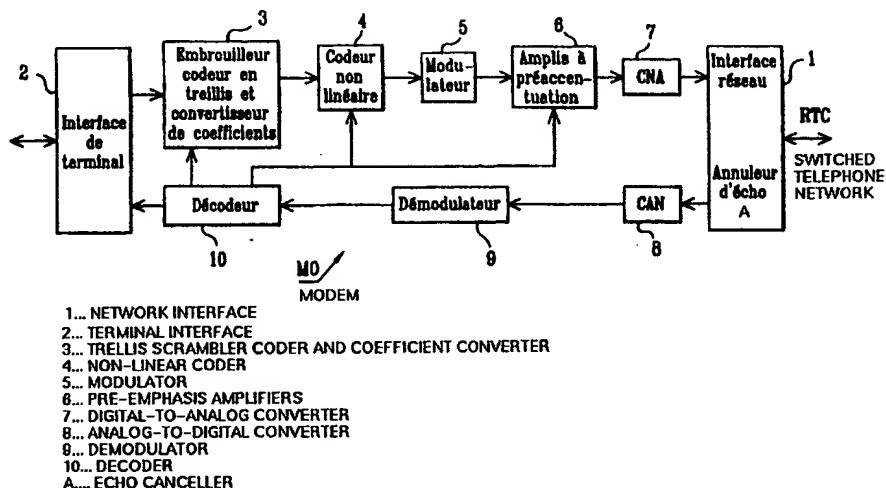 3
4
5
6
7
1
2
Embrouilleur
codeur en
treillis et
convertisseur
de coefficients
Codeur
non
linéaire
Modu-
lateur
Amplis à
préaccen-
tuation
CNA
Interface
réseau
Interface
de
terminal
RTC
SWITCHED
TELEPHONE
NETWORK
Annuleur
d'écho
A
Décodeur
Démodulateur
CAN
10
9
8
MO
MODEM
1... NETWORK INTERFACE
2... TERMINAL INTERFACE
3... TRELLIS SCRAMBLER CODER AND COEFFICIENT CONVERTER
4... NON-LINEAR CODER
5... MODULATOR
6... PRE-EMPHASIS AMPLIFIERS
7... DIGITAL-TO-ANALOG CONVERTER
8... ANALOG-TO-DIGITAL CONVERTER
9... DEMODULATOR
10... DECODER
A.... ECHO CANCELLER